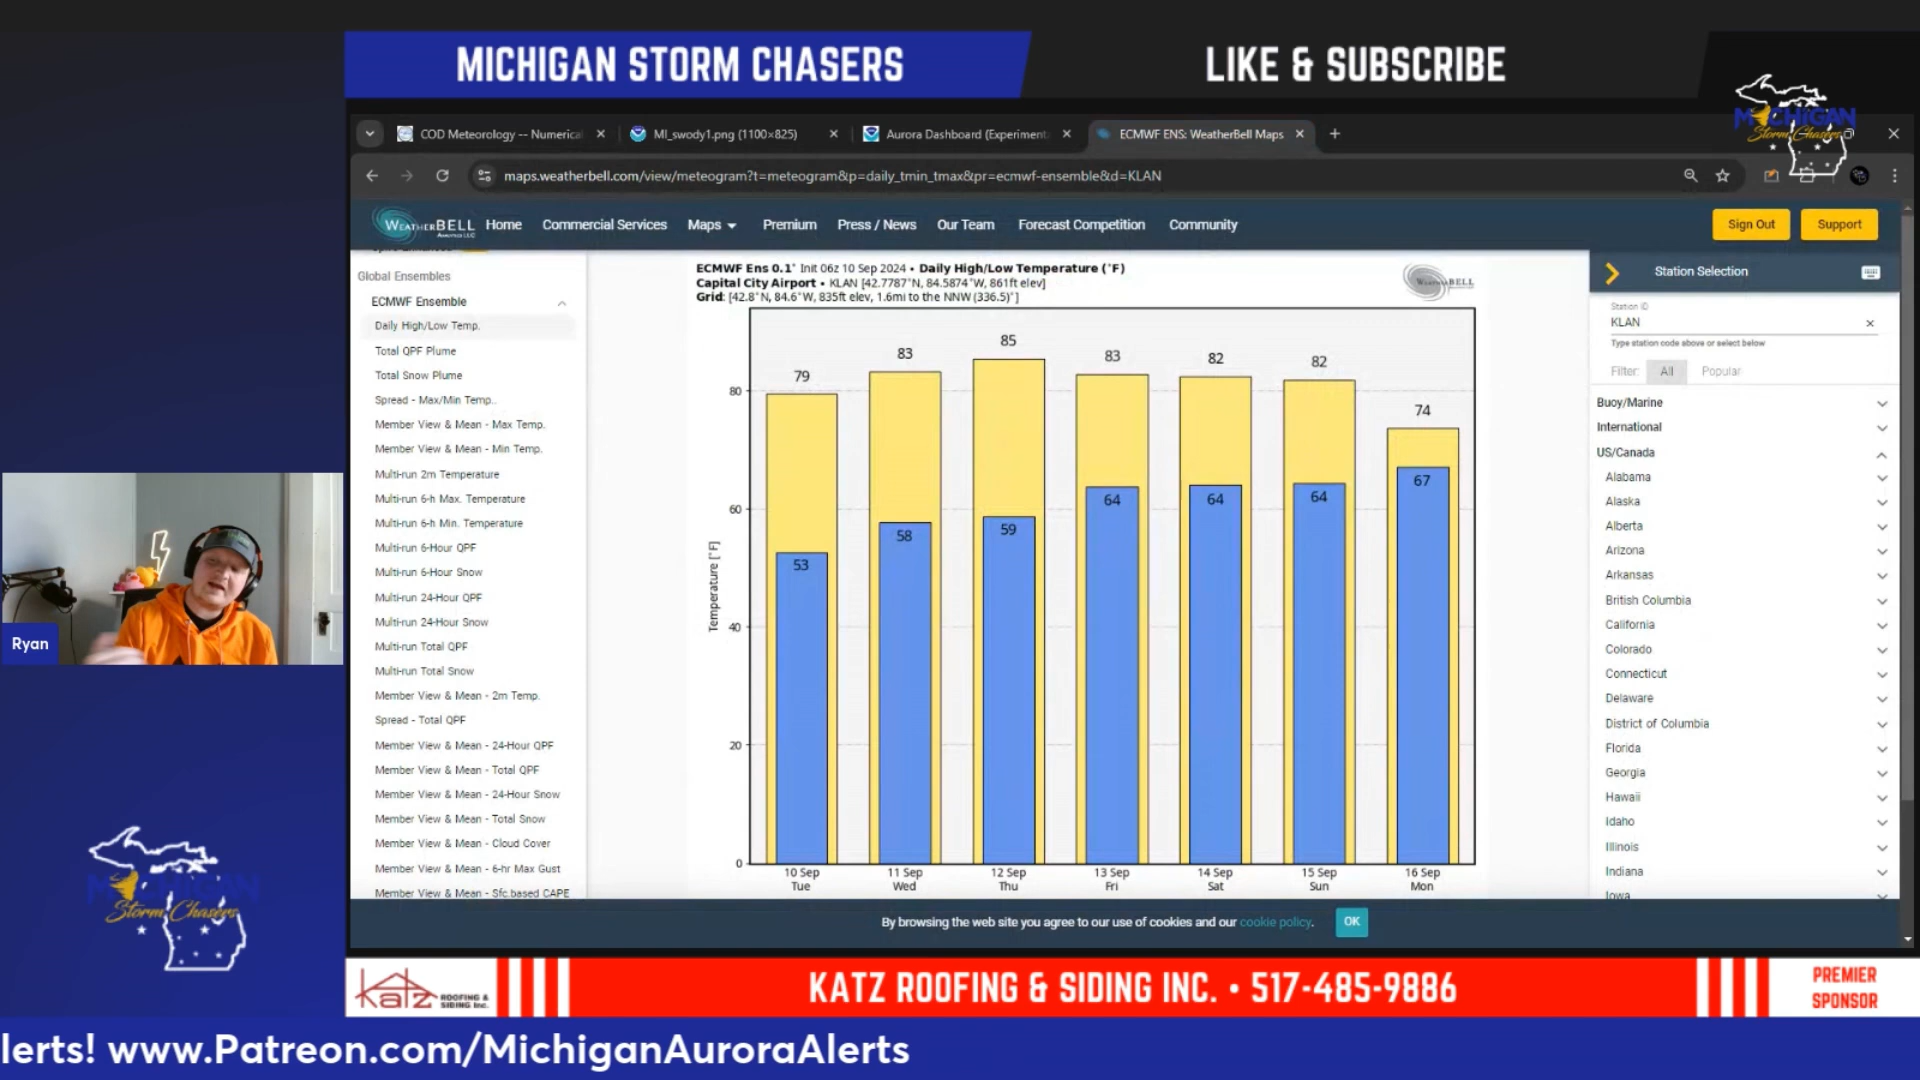 MICHIGAN STORM CHASERS
LIKE & SUBSCRIBE
MICHIGAN
Storm Chasers
COD Meteorology -- Numerica
MI_swody1.png (1100×825)
Aurora Dashboard (Experiment
ECMWF ENS: WeatherBell Maps
maps.weatherbell.com/view/meteogram?t=meteogram&p=daily_tmin_tmax&pr=ecmwf-ensemble&d=KLAN
WEATHERBELL
ANALYTICS LLC
Home
Commercial Services
Maps
Premium
Press / News
Our Team
Forecast Competition
Community
Sign Out
Support
Global Ensembles
ECMWF Ensemble
Daily High/Low Temp.
Total QPF Plume
Total Snow Plume
Spread - Max/Min Temp..
Member View & Mean - Max Temp.
Member View & Mean - Min Temp.
Multi-run 2m Temperature
Multi-run 6-h Max. Temperature
Multi-run 6-h Min. Temperature
Multi-run 6-Hour QPF
Multi-run 6-Hour Snow
Multi-run 24-Hour QPF
Multi-run 24-Hour Snow
Multi-run Total QPF
Multi-run Total Snow
Member View & Mean - 2m Temp.
Spread - Total QPF
Member View & Mean - 24-Hour QPF
Member View & Mean - Total QPF
Member View & Mean - 24-Hour Snow
Member View & Mean - Total Snow
Member View & Mean - Cloud Cover
Member View & Mean - 6-hr Max Gust
Member View & Mean - Sfc.based CAPE
ECMWF Ens 0.1° Init 06z 10 Sep 2024 • Daily High/Low Temperature (°F)
Capital City Airport • KLAN [42.7787°N, 84.5874°W, 861ft elev]
Grid: [42.8°N, 84.6°W, 835ft elev, 1.6mi to the NNW (336.5)°]
WEATHERBELL
Temperature [°F]
80
60
40
20
0
79
83
85
83
82
82
74
53
58
59
64
64
64
67
10 Sep
Tue
11 Sep
Wed
12 Sep
Thu
13 Sep
Fri
14 Sep
Sat
15 Sep
Sun
16 Sep
Mon
Station Selection
Station ID
KLAN
Type station code above or select below
Filter:
All
Popular
Buoy/Marine
International
US/Canada
Alabama
Alaska
Alberta
Arizona
Arkansas
British Columbia
California
Colorado
Connecticut
Delaware
District of Columbia
Florida
Georgia
Hawaii
Idaho
Illinois
Indiana
Iowa
By browsing the web site you agree to our use of cookies and our cookie policy.
OK
Ryan
MICHIGAN
Storm Chasers
Katz
ROOFING &
SIDING Inc.
KATZ ROOFING & SIDING INC. • 517-485-9886
PREMIER
SPONSOR
lerts! www.Patreon.com/MichiganAuroraAlerts